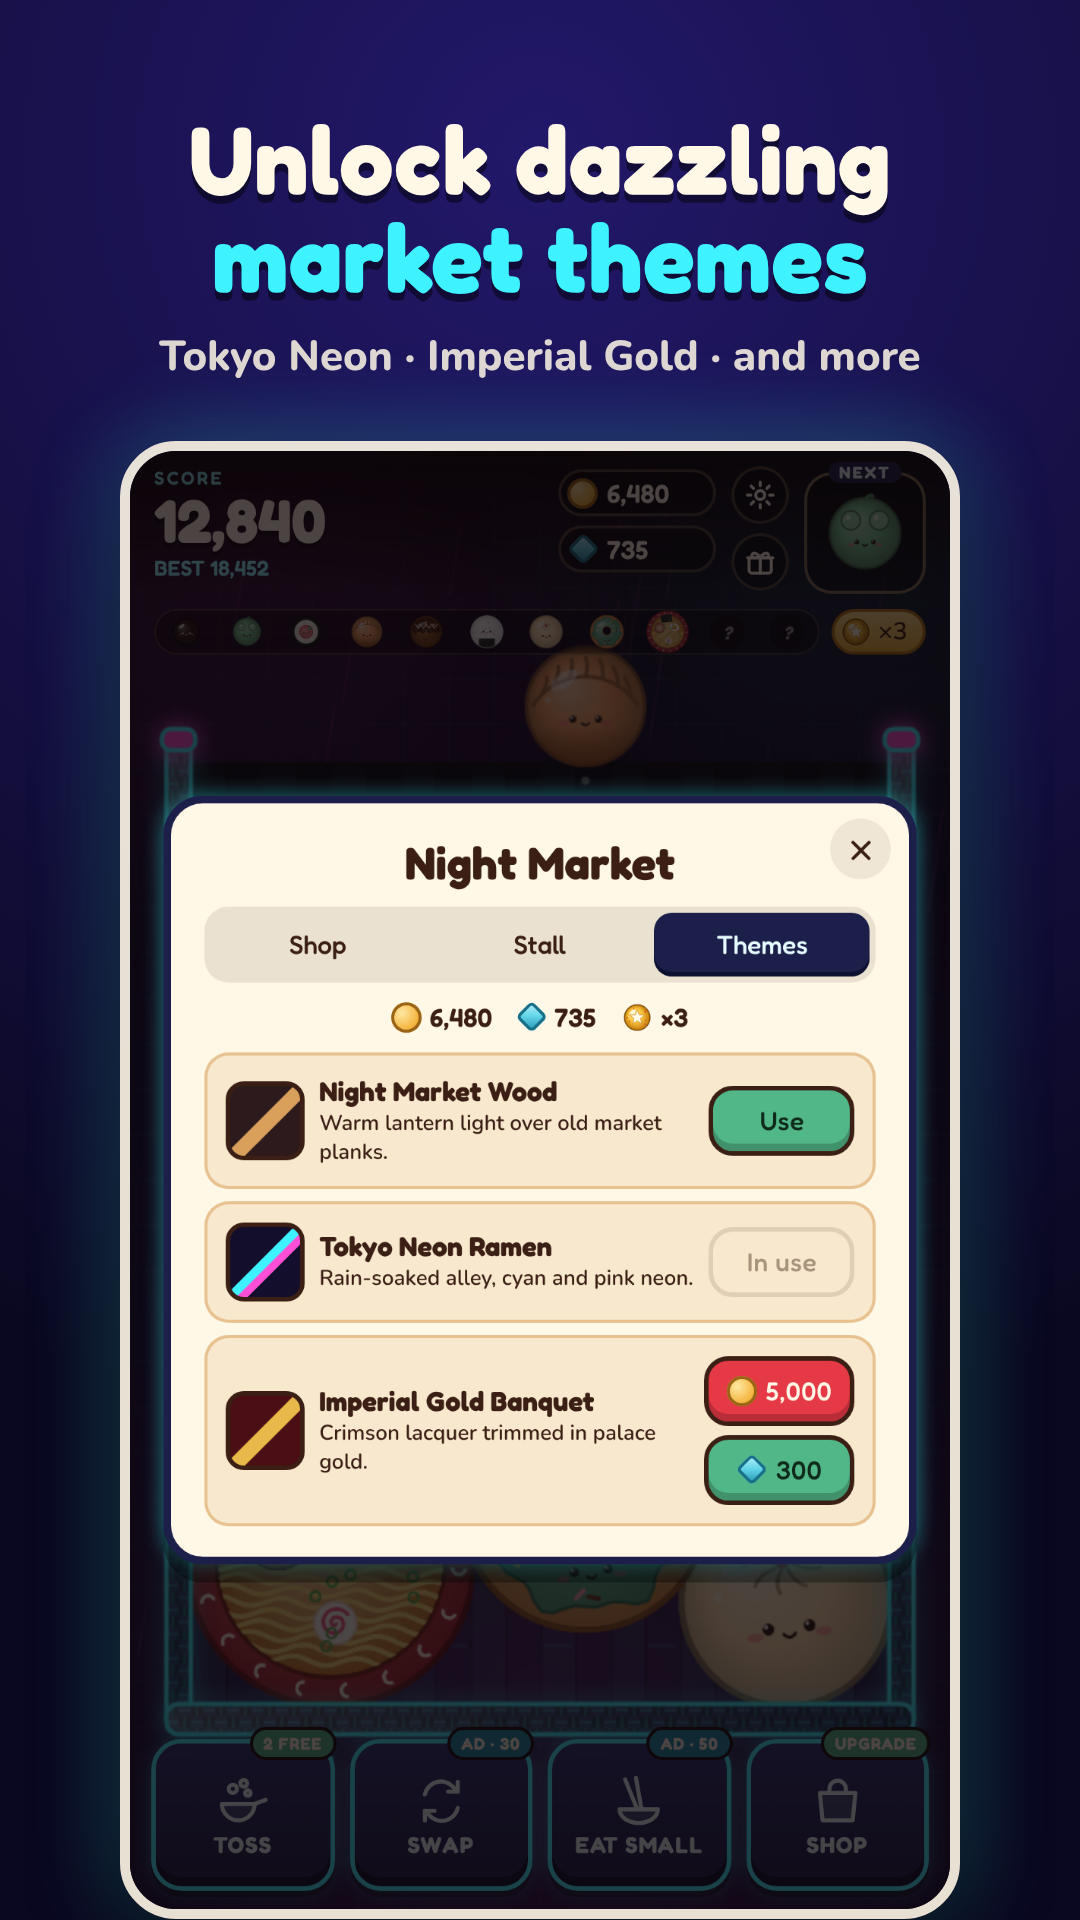 Unlock dazzling
market themes
Tokyo Neon · Imperial Gold · and more
SCORE
12,840
BEST 18,452
6,480
735
NEXT
? ?
×3
Night Market
Shop Stall Themes
6,480 735 ×3
Night Market Wood
Warm lantern light over old market
planks.
Use
Tokyo Neon Ramen
Rain-soaked alley, cyan and pink neon.
In use
Imperial Gold Banquet
Crimson lacquer trimmed in palace
gold.
5,000
300
2 FREE
TOSS
AD · 30
SWAP
AD · 50
EAT SMALL
UPGRADE
SHOP